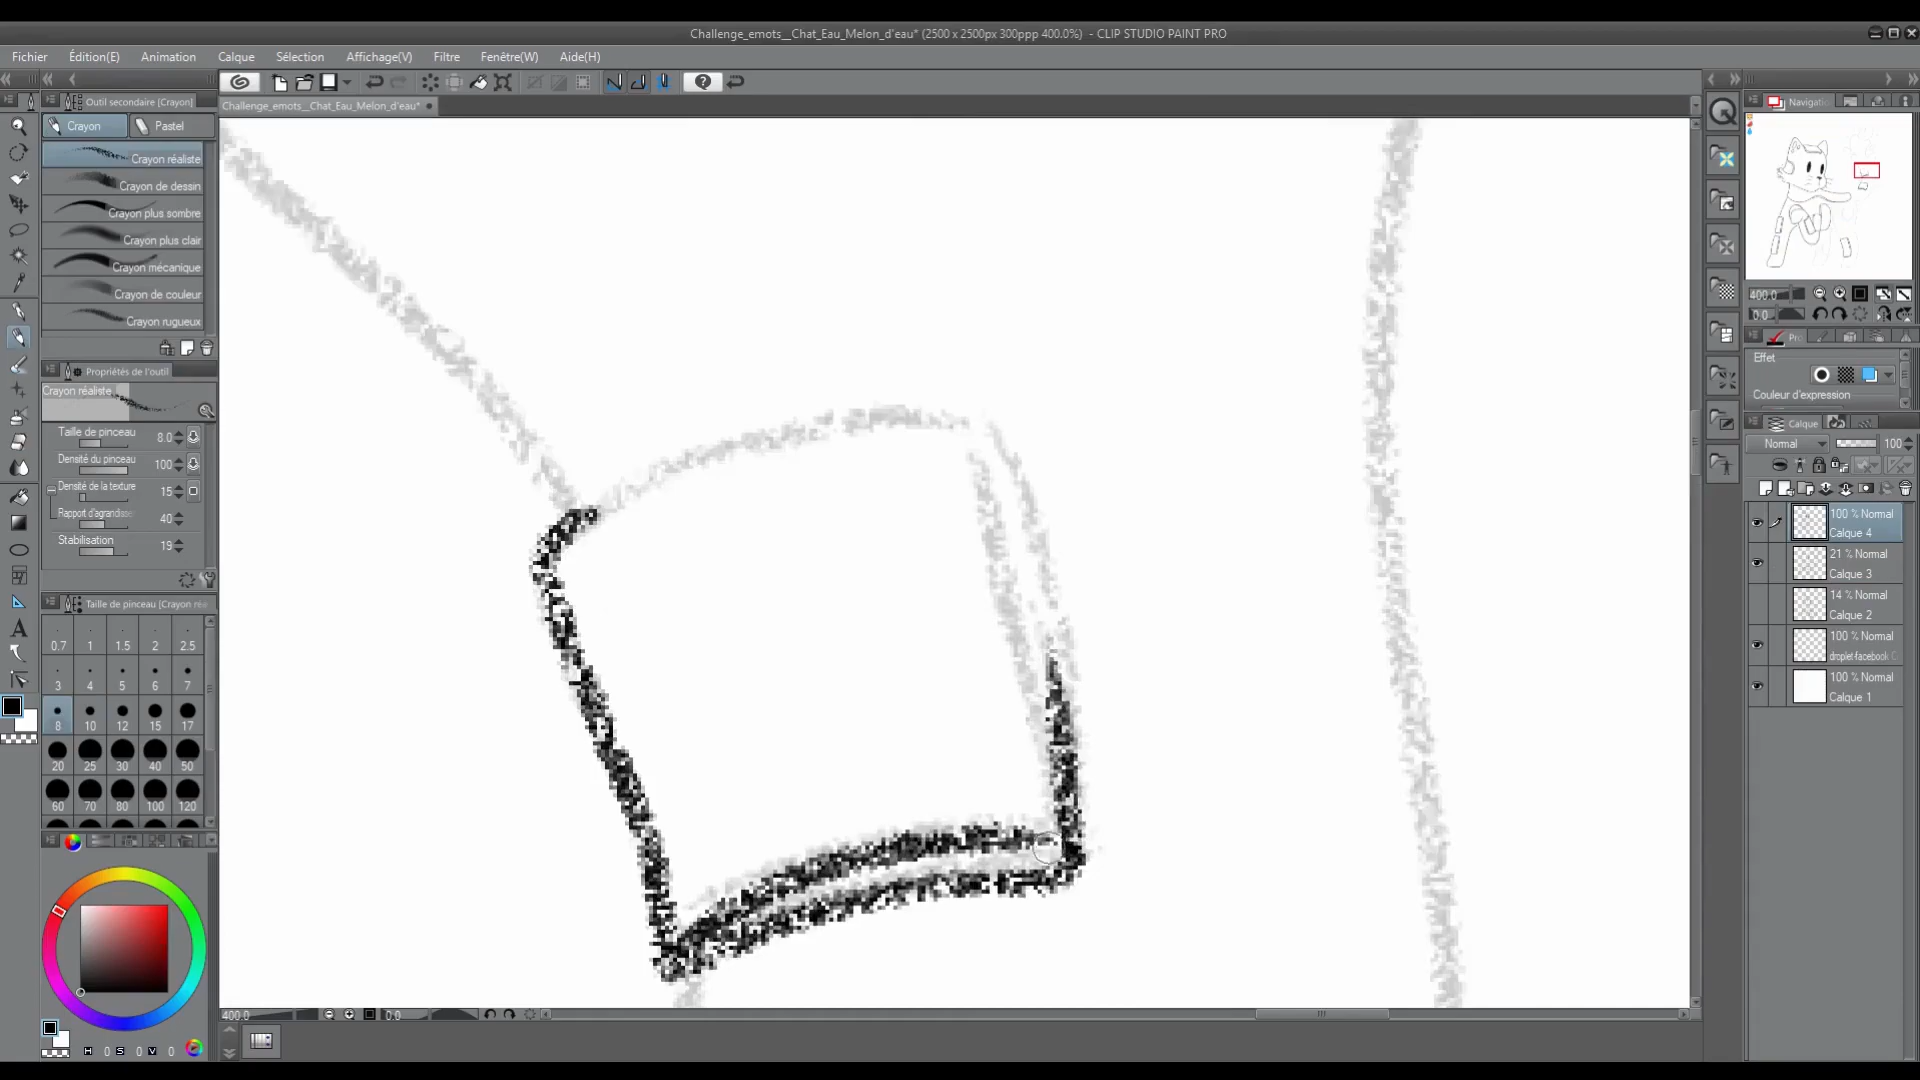 Challenge_emots__Chat_Eau_Melon_d'eau* (2500 x 2500px 300ppp 400.0%) - CLIP STUDIO PAINT PRO
Fichier Édition(E) Animation Calque Sélection Affichage(V) Filtre Fenêtre(W) Aide(H)
Outil secondaire [Crayon]
Challenge_emots__Chat_Eau_Melon_d'eau*
Navigatio
Crayon Pastel
Crayon réaliste
Crayon de dessin
Crayon plus sombre
Crayon plus clair
Crayon mécanique
Crayon de couleur
Crayon rugueux
Propriétés de l'outil
Crayon réaliste
Taille de pinceau 8.0
Densité du pinceau 100
Densité de la texture 15
Rapport d'agrandisse 40
Stabilisation 19
Taille de pinceau [Crayon rée
0.7 1 1.5 2 2.5
3 4 5 6 7
8 10 12 15 17
20 25 30 40 50
60 70 80 100 120
H 0 S 0 V 0
400.0 0.0
400.0
0.0
Pro
Effet
Couleur d'expression
Calque
Normal 100
100 % Normal
Calque 4
21 % Normal
Calque 3
14 % Normal
Calque 2
100 % Normal
droplet-facebook C
100 % Normal
Calque 1